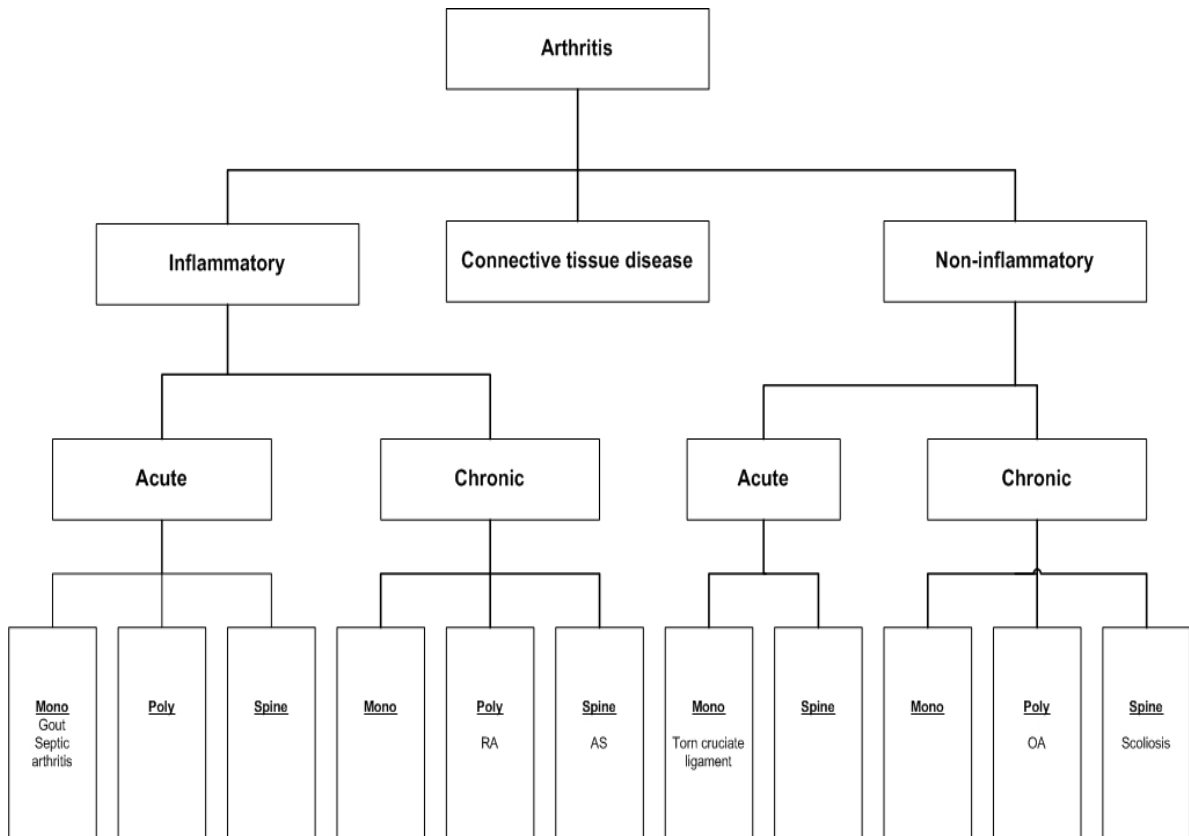 Arthritis
Inflammatory
Connective tissue disease
Non-inflammatory
Acute
Chronic
Acute
Chronic
Mono
Gout
Septic
arthritis
Poly
Spine
Mono
Poly
RA
Spine
AS
Mono
Torn cruciate
ligament
Spine
Mono
Poly
OA
Spine
Scoliosis